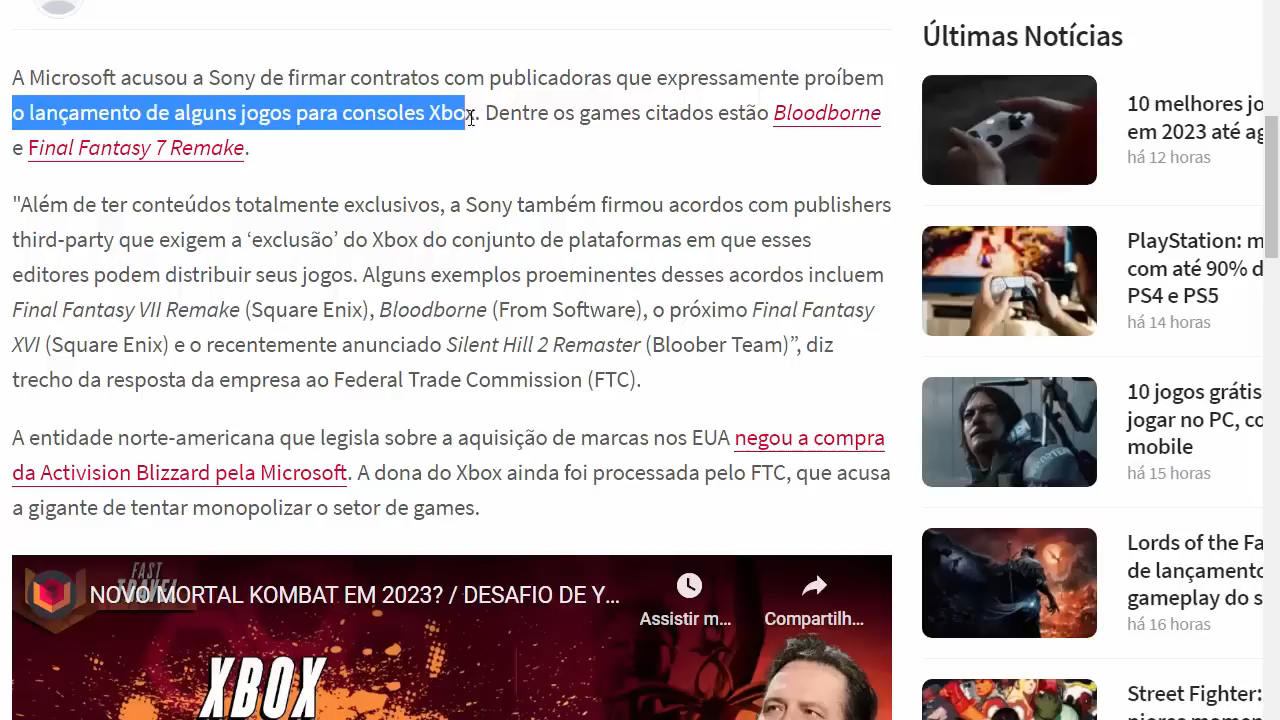 A Microsoft acusou a Sony de firmar contratos com publicadoras que expressamente proíbem
o lançamento de alguns jogos para consoles Xbox. Dentre os games citados estão Bloodborne
e Final Fantasy 7 Remake.
"Além de ter conteúdos totalmente exclusivos, a Sony também firmou acordos com publishers
third-party que exigem a ‘exclusão’ do Xbox do conjunto de plataformas em que esses
editores podem distribuir seus jogos. Alguns exemplos proeminentes desses acordos incluem
Final Fantasy VII Remake (Square Enix), Bloodborne (From Software), o próximo Final Fantasy
XVI (Square Enix) e o recentemente anunciado Silent Hill 2 Remaster (Bloober Team)”, diz
trecho da resposta da empresa ao Federal Trade Commission (FTC).
A entidade norte-americana que legisla sobre a aquisição de marcas nos EUA negou a compra
da Activision Blizzard pela Microsoft. A dona do Xbox ainda foi processada pelo FTC, que acusa
a gigante de tentar monopolizar o setor de games.
FAST
TRAVEL
NOVO MORTAL KOMBAT EM 2023? / DESAFIO DE Y...
Assistir m...
Compartilh...
XBOX
Últimas Notícias
10 melhores jo
em 2023 até ag
há 12 horas
PlayStation: m
com até 90% d
PS4 e PS5
há 14 horas
10 jogos grátis
jogar no PC, co
mobile
há 15 horas
Lords of the Fa
de lançamento
gameplay do s
há 16 horas
Street Fighter: